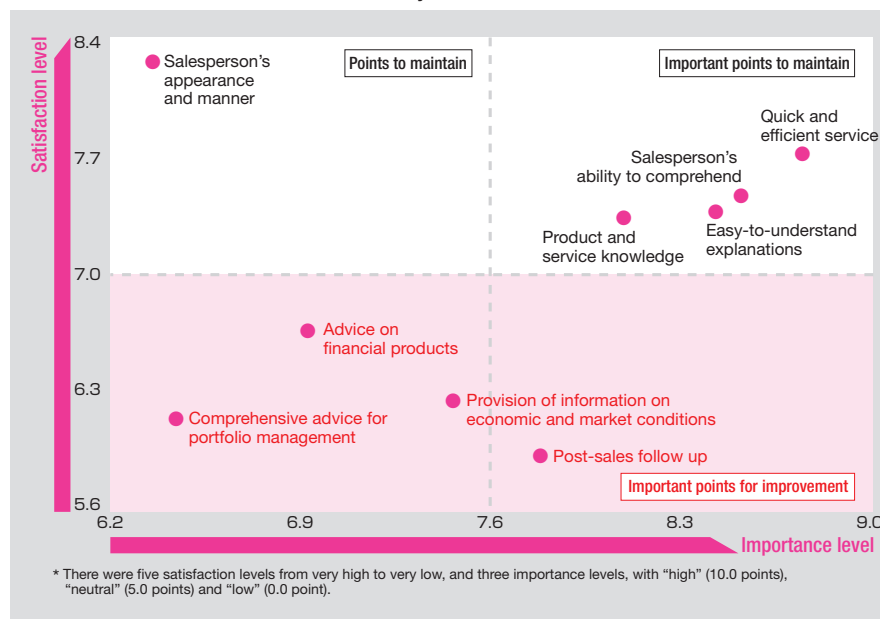 Satisfaction level
8.4
7.7
7.0
6.3
5.6
Salesperson's
appearance
and manner
Points to maintain
Important points to maintain
Quick and
efficient service
Salesperson's
ability to comprehend
Product and
service knowledge
Easy-to-understand
explanations
Advice on
financial products
Comprehensive advice for
portfolio management
Provision of information on
economic and market conditions
Post-sales follow up
Important points for improvement
6.2
6.9
7.6
8.3
9.0
Importance level
* There were five satisfaction levels from very high to very low, and three importance levels, with “high” (10.0 points),
“neutral” (5.0 points) and “low” (0.0 point).